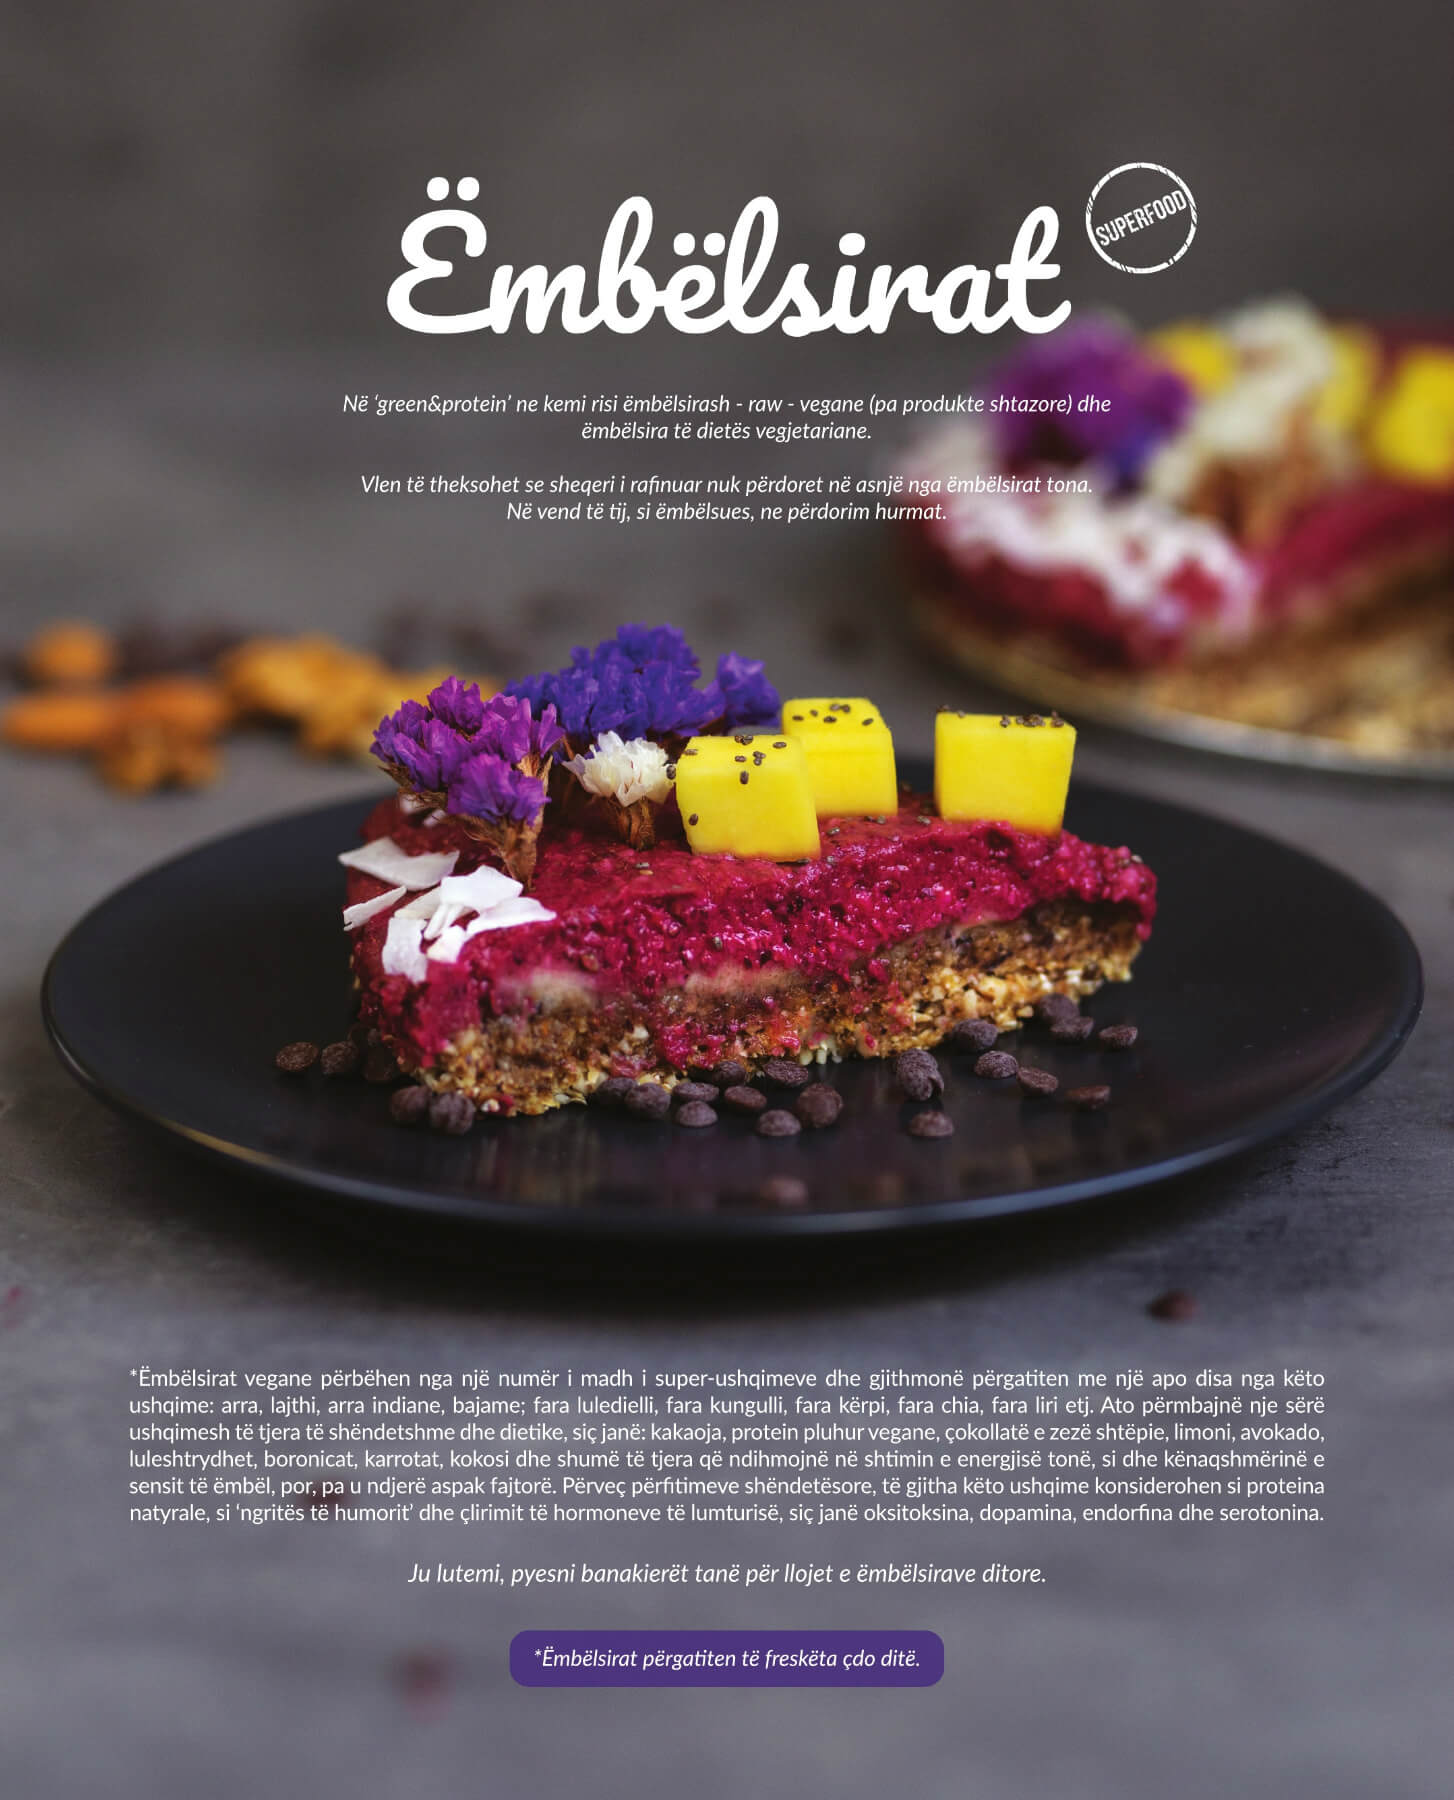 Ëmbëlsirat
SUPERFOOD
Në ‘green&protein’ ne kemi risi ëmbëlsirash - raw - vegane (pa produkte shtazore) dhe
ëmbëlsira të dietës vegjetariane.
Vlen të theksohet se sheqeri i rafinuar nuk përdoret në asnjë nga ëmbëlsirat tona.
Në vend të tij, si ëmbëlsues, ne përdorim hurmat.
*Ëmbëlsirat vegane përbëhen nga një numër i madh i super-ushqimeve dhe gjithmonë përgatiten me një apo disa nga këto
ushqime: arra, lajthi, arra indiane, bajame; fara luledielli, fara kungulli, fara kërpi, fara chia, fara liri etj. Ato përmbajnë nje sërë
ushqimesh të tjera të shëndetshme dhe dietike, siç janë: kakaoja, protein pluhur vegane, çokollatë e zezë shtëpie, limoni, avokado,
luleshtrydhet, boronicat, karrotat, kokosi dhe shumë të tjera që ndihmojnë në shtimin e energjisë tonë, si dhe kënaqshmërinë e
sensit të ëmbël, por, pa u ndjerë aspak fajtorë. Përveç përfitimeve shëndetësore, të gjitha këto ushqime konsiderohen si proteina
natyrale, si ‘ngritës të humorit’ dhe çlirimit të hormoneve të lumturisë, siç janë oksitoksina, dopamina, endorfina dhe serotonina.
Ju lutemi, pyesni banakierët tanë për llojet e ëmbëlsirave ditore.
*Ëmbëlsirat përgatiten të freskëta çdo ditë.